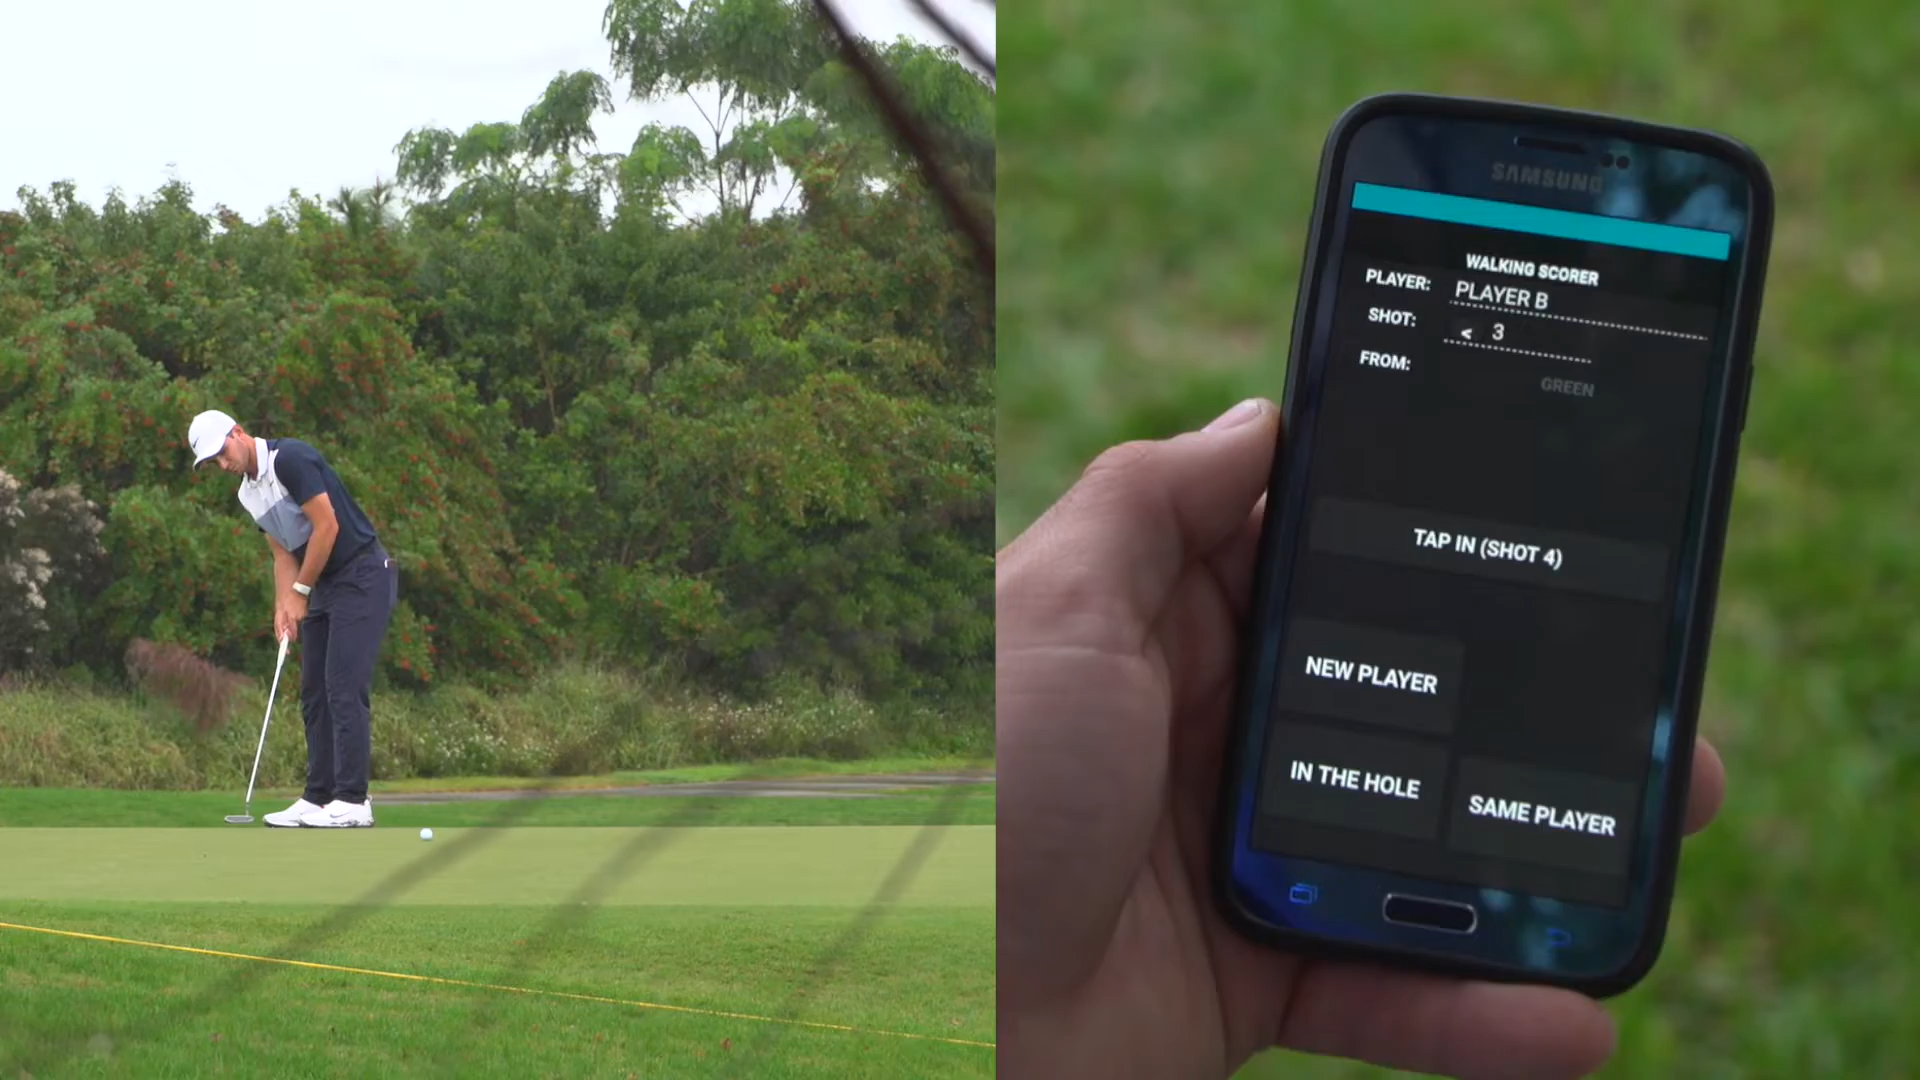 SAMSUNG
WALKING SCORER
PLAYER: PLAYER B
SHOT: < 3
FROM:
GREEN
TAP IN (SHOT 4)
NEW PLAYER
IN THE HOLE
SAME PLAYER